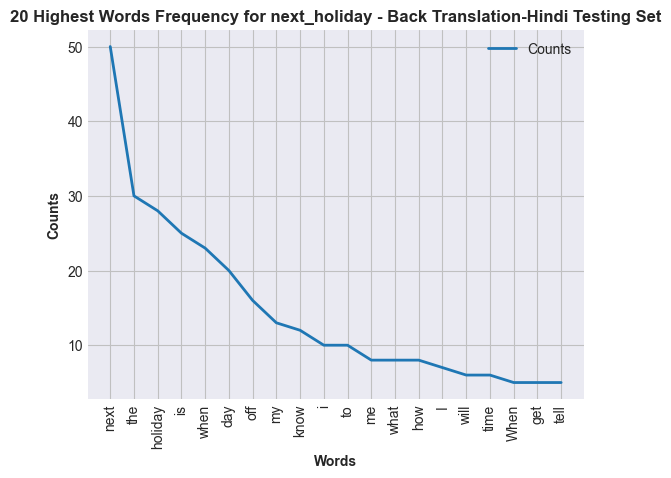 20 Highest Words Frequency for next_holiday - Back Translation-Hindi Testing Set
Counts
50
40
30
20
10
Counts
next
the
holiday
is
when
day
off
my
know
i
to
me
what
how
I
will
time
When
get
tell
Words